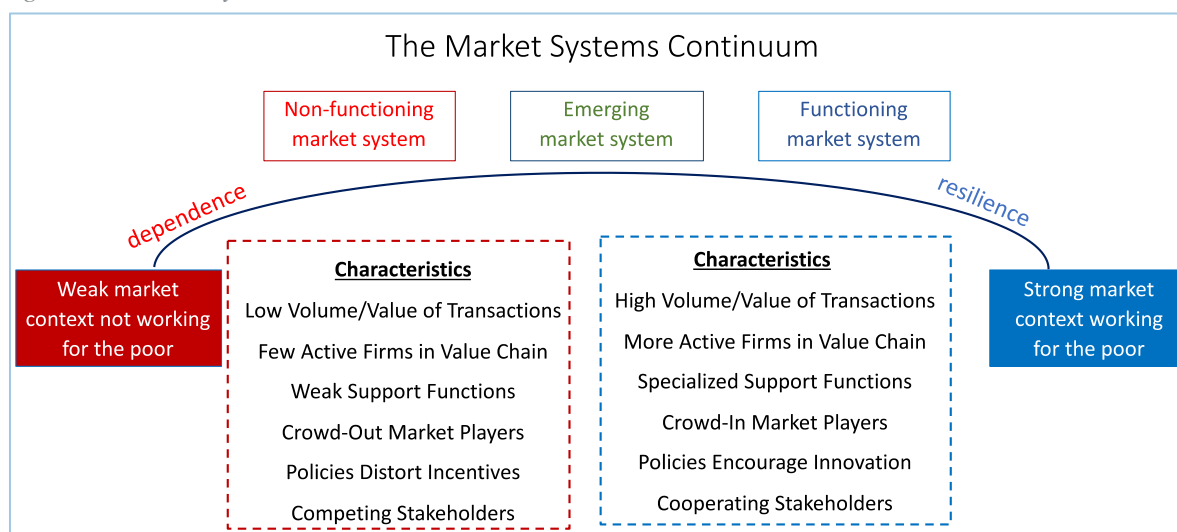 The Market Systems Continuum
Non-functioning
market system
Emerging
market system
Functioning
market system
dependence
resilience
Weak market
context not working
for the poor
Characteristics
Low Volume/Value of Transactions
Few Active Firms in Value Chain
Weak Support Functions
Crowd-Out Market Players
Policies Distort Incentives
Competing Stakeholders
Characteristics
High Volume/Value of Transactions
More Active Firms in Value Chain
Specialized Support Functions
Crowd-In Market Players
Policies Encourage Innovation
Cooperating Stakeholders
Strong market
context working
for the poor